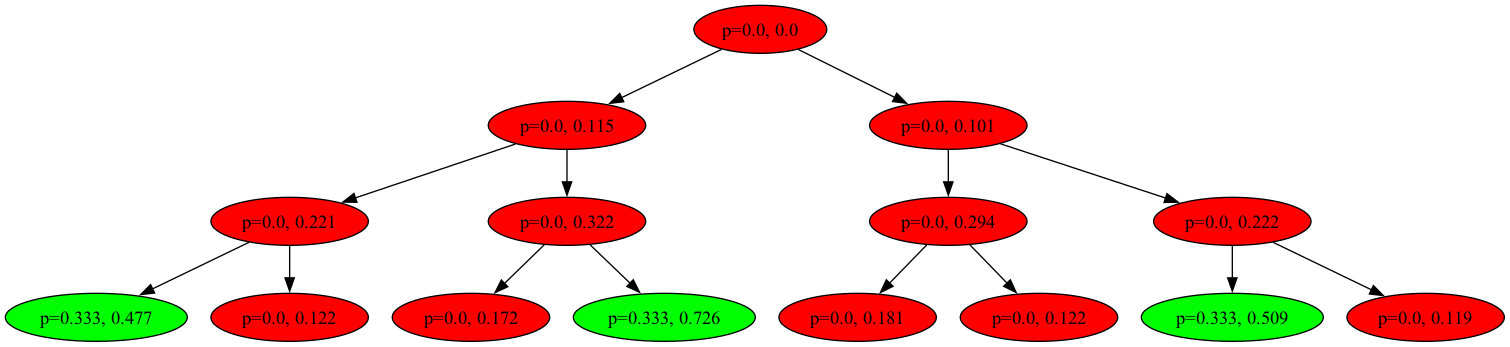 p=0.0, 0.0
p=0.0, 0.115
p=0.0, 0.101
p=0.0, 0.221
p=0.0, 0.322
p=0.0, 0.294
p=0.0, 0.222
p=0.333, 0.477
p=0.0, 0.122
p=0.0, 0.172
p=0.333, 0.726
p=0.0, 0.181
p=0.0, 0.122
p=0.333, 0.509
p=0.0, 0.119